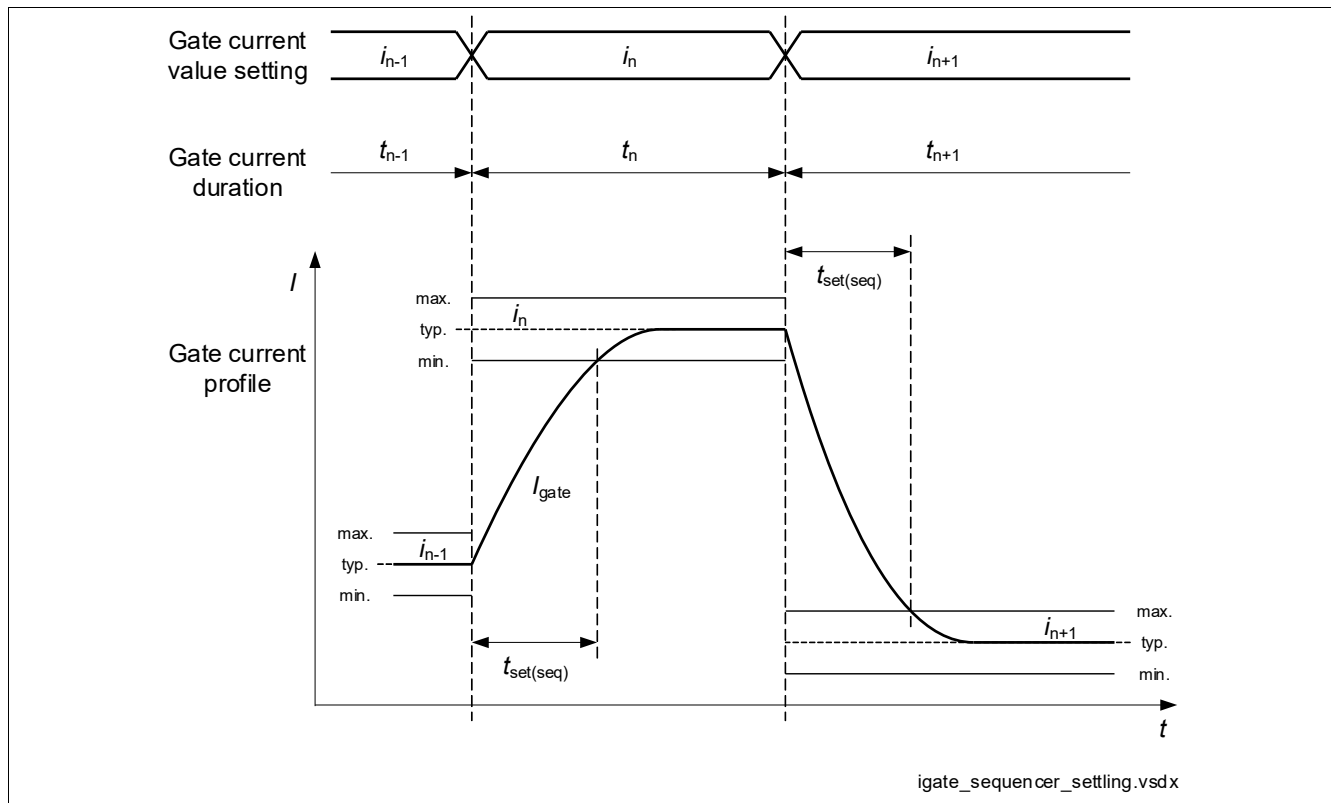 Gate current
value setting
i_n-1
i_n
i_n+1
Gate current
duration
t_n-1
t_n
t_n+1
Gate current
profile
I
t_set(seq)
max.
i_n
typ.
min.
I_gate
max.
i_n-1
typ.
min.
t_set(seq)
max.
i_n+1
typ.
min.
t
igate_sequencer_settling.vsdx